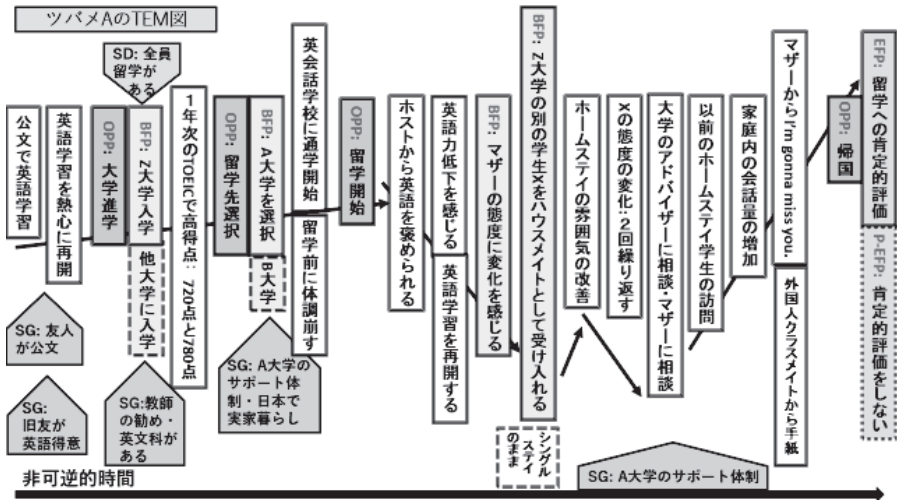 ツバメAのTEM図
SD: 全員
留学が
ある
公文で英語学習
英語学習を熱心に再開
OPP: 大学進学
BFP: Z大学入学
他大学に入学
1年次のTOEICで高得点：720点と780点
OPP: 留学先選択
BFP: A大学を選択
B大学
英会話学校に通学開始
留学前に体調崩す
OPP: 留学開始
ホストから英語を褒められる
英語力低下を感じる
英語学習を再開する
BFP: マザーの態度に変化を感じる
BFP: Z大学の別の学生Xをハウスメイトとして受け入れる
シングル
ステイ
のまま
ホームステイの雰囲気の改善
Xの態度の変化：2回繰り返す
大学のアドバイザーに相談・マザーに相談
以前のホームステイ学生の訪問
家庭内の会話量の増加
マザーから I'm gonna miss you.
外国人クラスメイトから手紙
OPP: 帰国
EFP: 留学への肯定的評価
P-EFP: 肯定的評価をしない
SG: 友人
が公文
SG:
旧友が
英語得意
SG:教師
の勧め・
英文科が
ある
SG: A大学の
サポート体
制・日本で
実家暮らし
SG: A大学のサポート体制
非可逆的時間